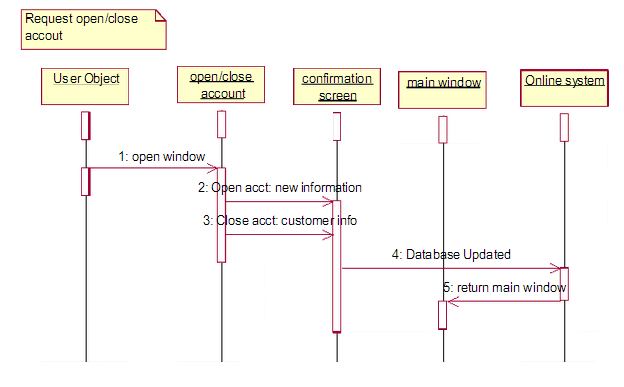 Request open/close
accout
User Object
open/close
account
confirmation
screen
main window
Online system
1: open window
2: Open acct: new information
3: Close acct: customer info
4: Database Updated
5: return main window